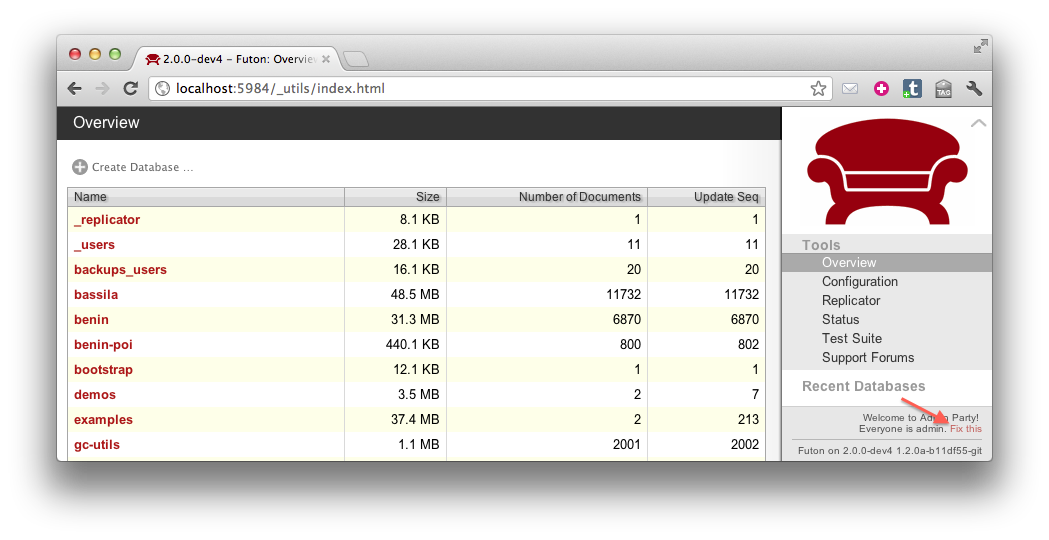 2.0.0-dev4 – Futon: Overview
localhost:5984/_utils/index.html
TAG
Overview
Create Database ...
Name Size Number of Documents Update Seq
_replicator 8.1 KB 1 1
_users 28.1 KB 11 11
backups_users 16.1 KB 20 20
bassila 48.5 MB 11732 11732
benin 31.3 MB 6870 6870
benin-poi 440.1 KB 800 802
bootstrap 12.1 KB 1 1
demos 3.5 MB 2 7
examples 37.4 MB 2 213
gc-utils 1.1 MB 2001 2002
Tools
Overview
Configuration
Replicator
Status
Test Suite
Support Forums
Recent Databases
Welcome to Admin Party!
Everyone is admin. Fix this
Futon on 2.0.0-dev4 1.2.0a-b11df55-git